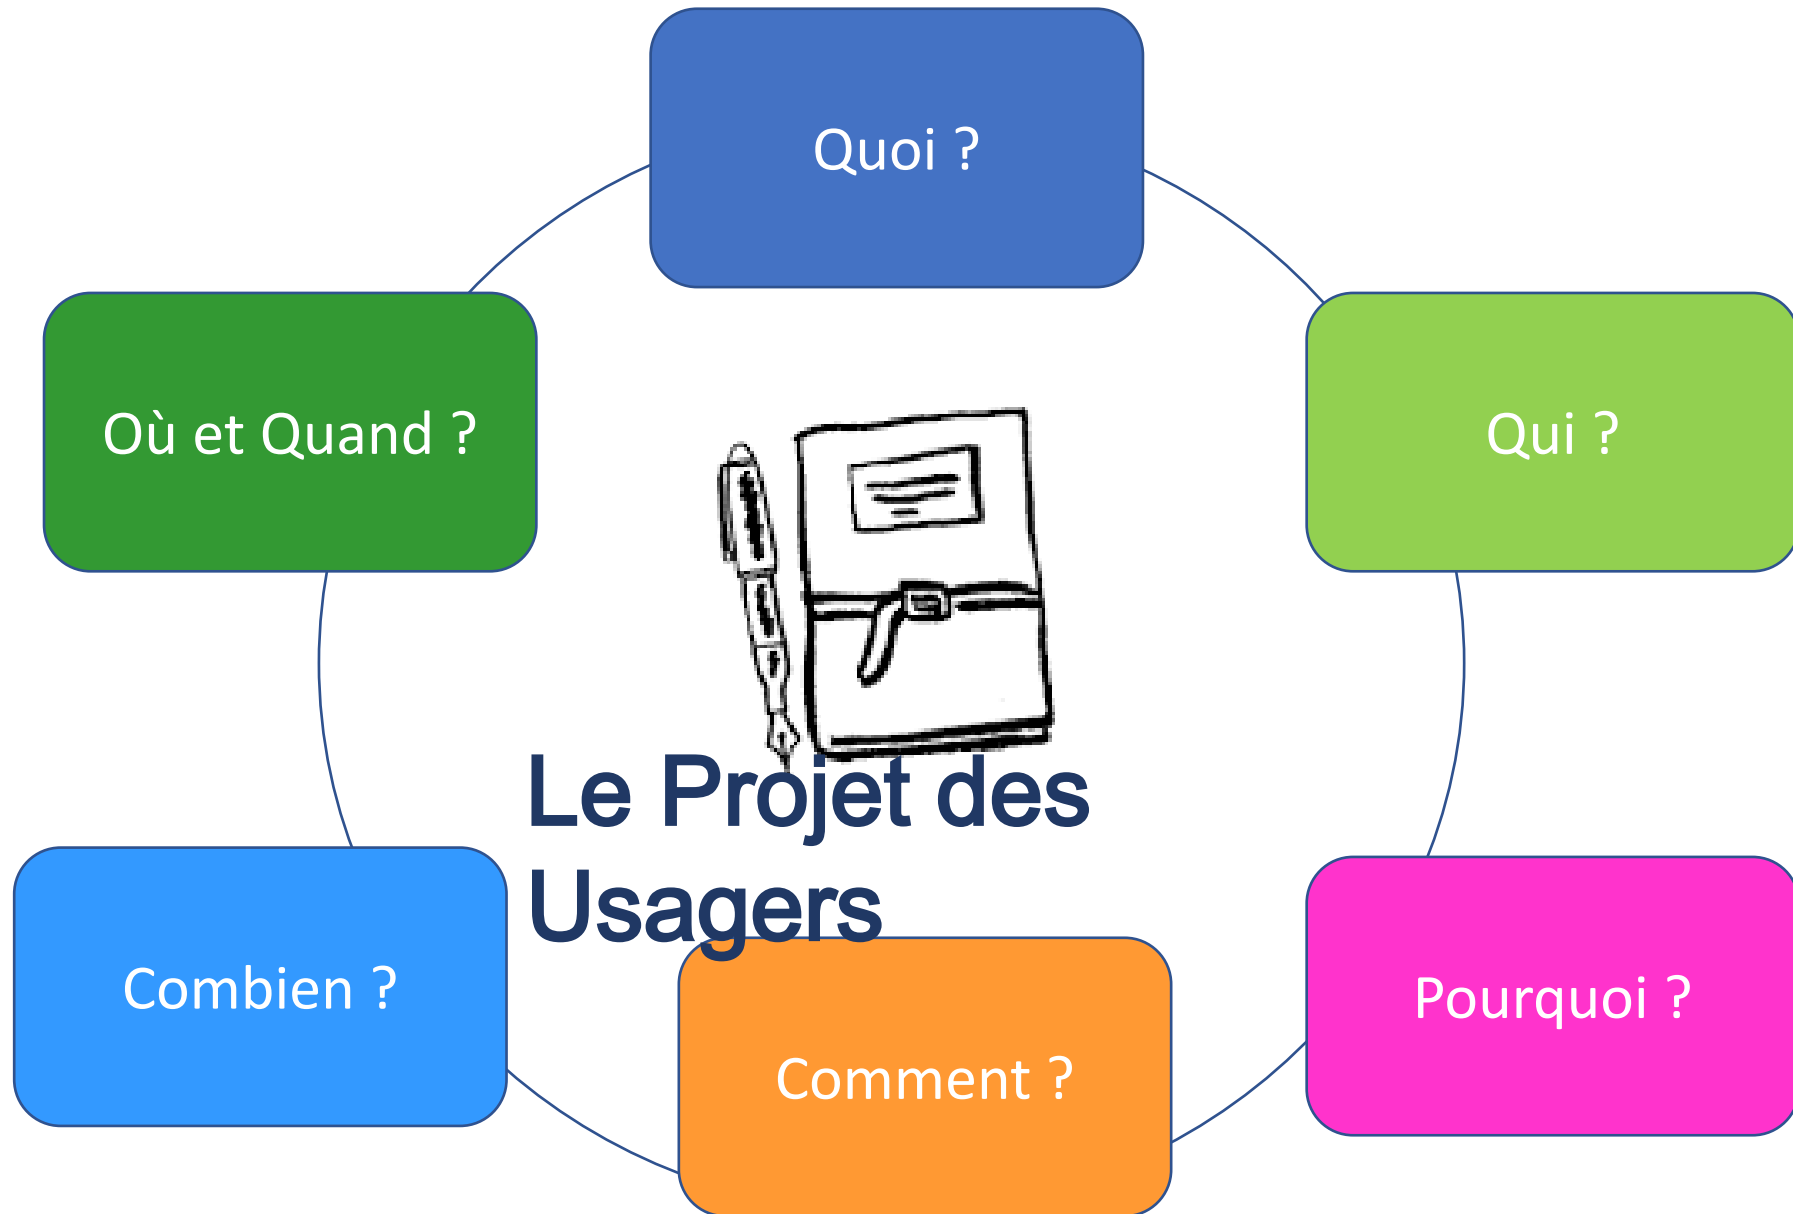 Quoi ?
Où et Quand ?
Qui ?
Le Projet des
Usagers
Combien ?
Pourquoi ?
Comment ?